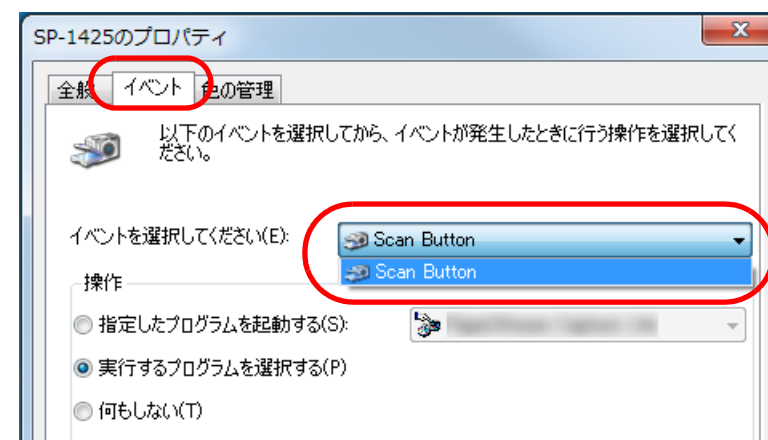 SP-1425のプロパティ
全般 イベント 色の管理
以下のイベントを選択してから、イベントが発生したときに行う操作を選択してく
ださい。
イベントを選択してください(E): Scan Button
Scan Button
操作
指定したプログラムを起動する(S):
実行するプログラムを選択する(P)
何もしない(T)